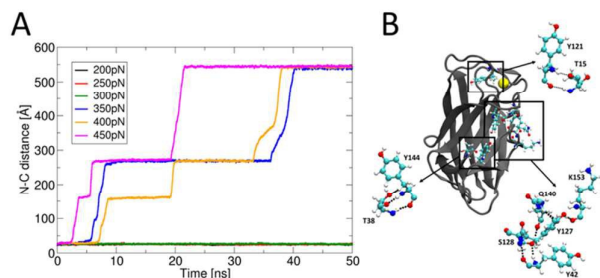 A
B
600
500
400
300
200
100
0
N-C distance [Å]
200pN
250pN
300pN
350pN
400pN
450pN
0 10 20 30 40 50
Time [ns]
Y121
T15
Y144
T38
K153
Q140
Y127
S128
Y42